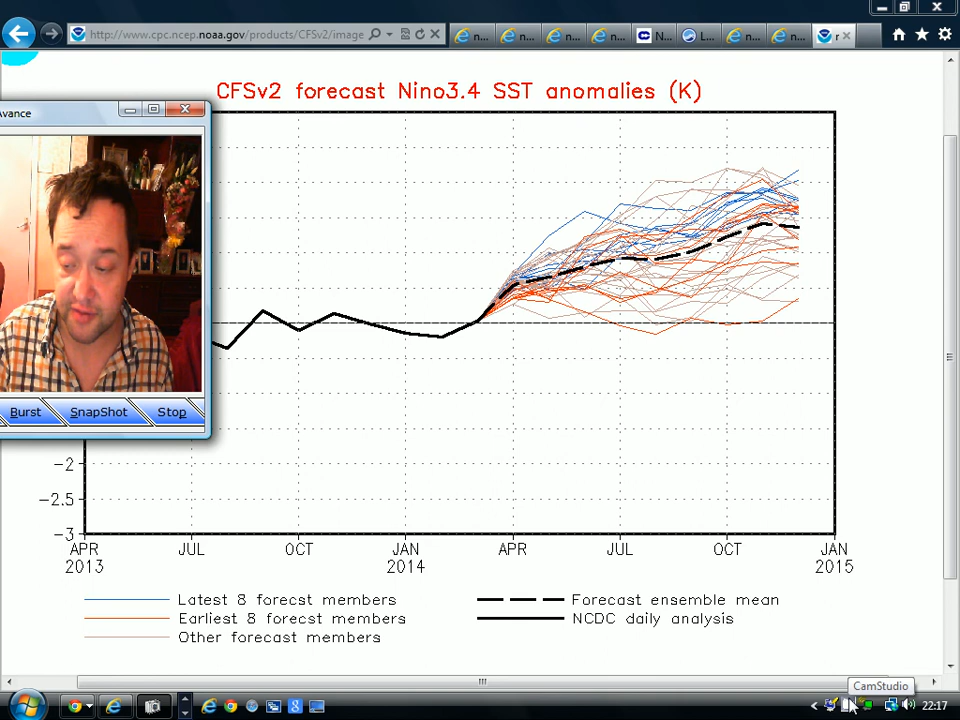 http://www.cpc.ncep.noaa.gov/products/CFSv2/image
n...
n...
n...
n...
N...
L...
n...
n...
r
CFSv2 forecast Nino3.4 SST anomalies (K)
Avance
Burst SnapShot Stop
-2
-2.5
-3
APR JUL OCT JAN APR JUL OCT JAN
2013 2014 2015
Latest 8 forecst members Forecast ensemble mean
Earliest 8 forecst members NCDC daily analysis
Other forecast members
CamStudio
22:17